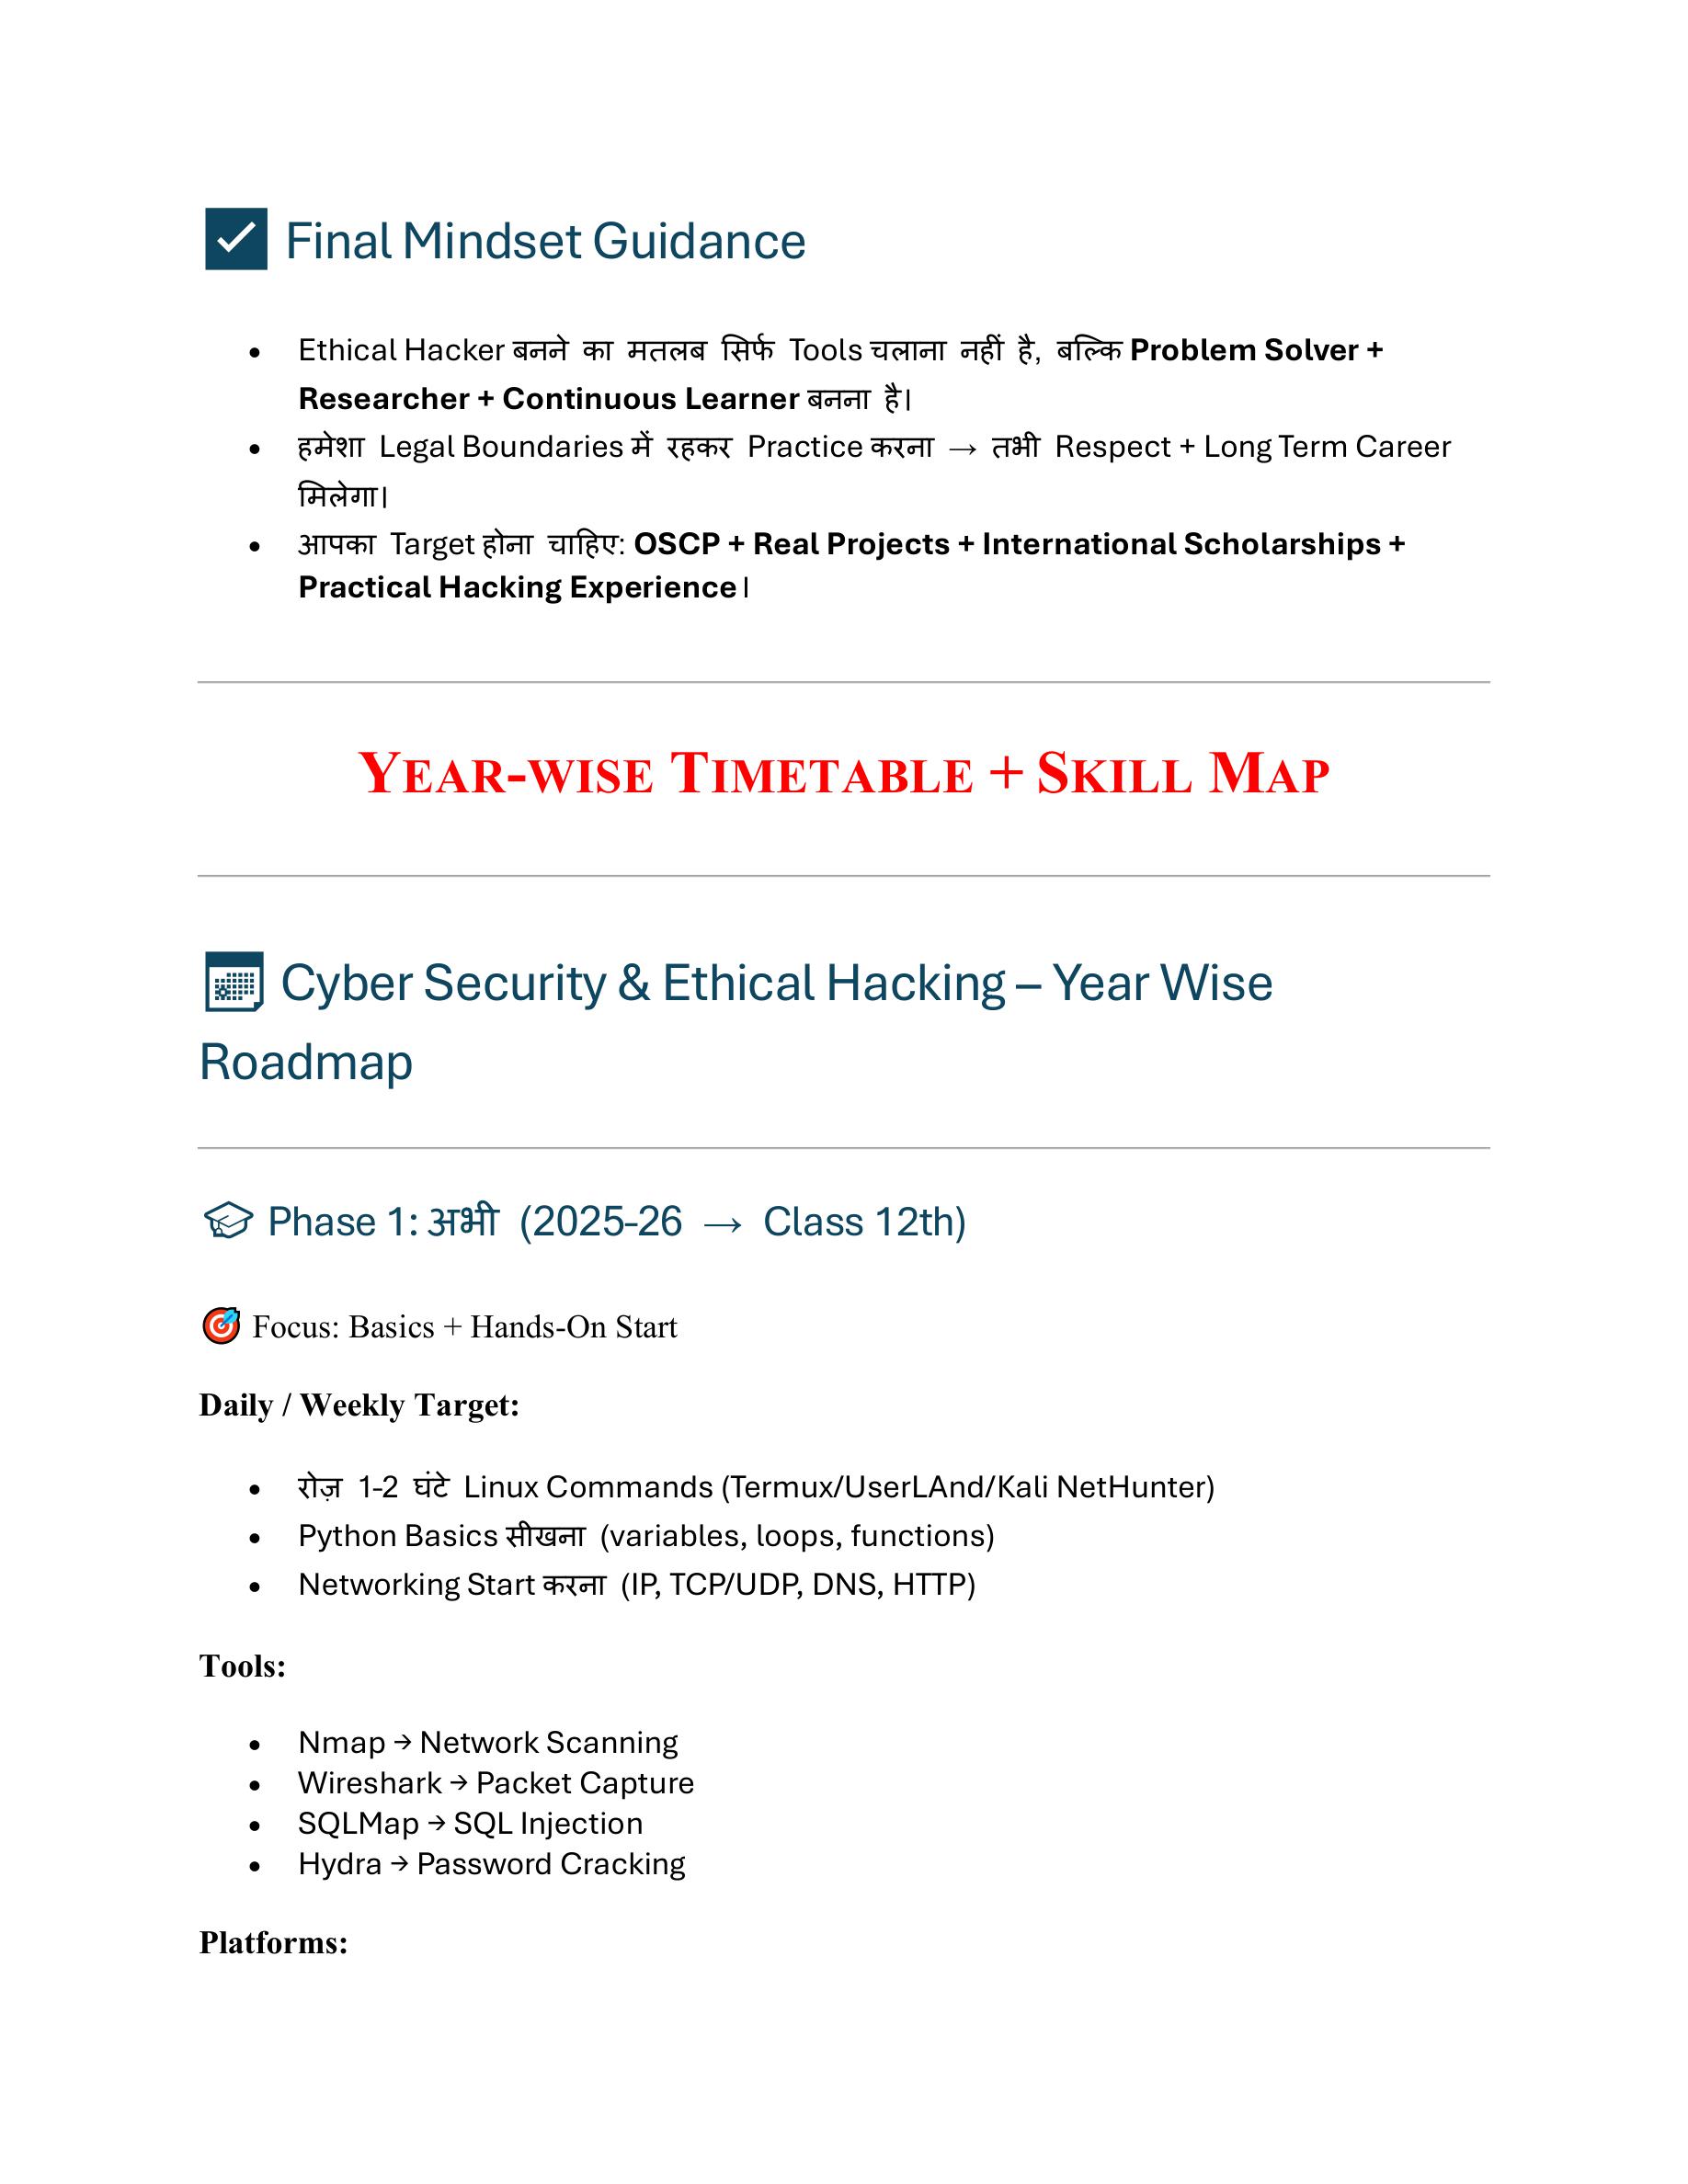 Final Mindset Guidance
• Ethical Hacker बनने का मतलब सिर्फ Tools चलाना नहीं है, बल्कि Problem Solver +
Researcher + Continuous Learner बनना है।
• हमेशा Legal Boundaries में रहकर Practice करना → तभी Respect + Long Term Career
मिलेगा।
• आपका Target होना चाहिए: OSCP + Real Projects + International Scholarships +
Practical Hacking Experience।
YEAR-WISE TIMETABLE + SKILL MAP
Cyber Security & Ethical Hacking – Year Wise
Roadmap
Phase 1: अभी (2025-26 → Class 12th)
Focus: Basics + Hands-On Start
Daily / Weekly Target:
• रोज़ 1-2 घंटे Linux Commands (Termux/UserLAnd/Kali NetHunter)
• Python Basics सीखना (variables, loops, functions)
• Networking Start करना (IP, TCP/UDP, DNS, HTTP)
Tools:
• Nmap → Network Scanning
• Wireshark → Packet Capture
• SQLMap → SQL Injection
• Hydra → Password Cracking
Platforms: